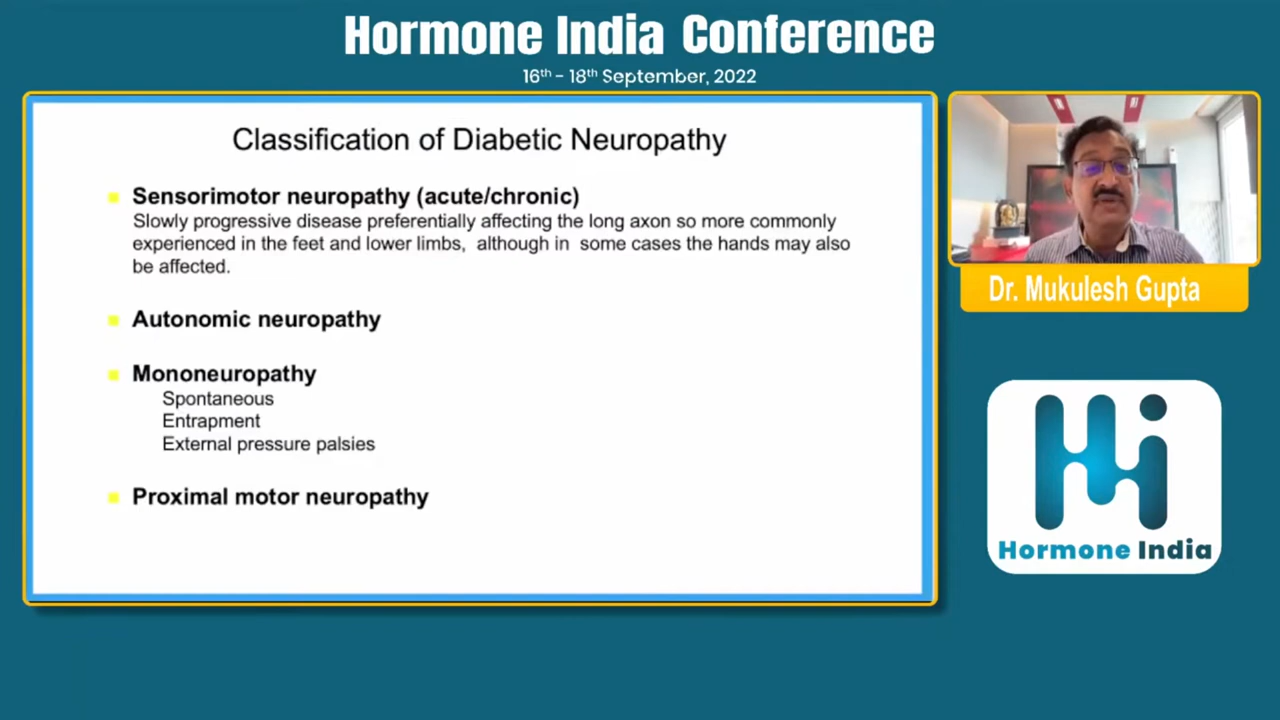 Hormone India Conference
16th - 18th September, 2022
Classification of Diabetic Neuropathy
Sensorimotor neuropathy (acute/chronic)
Slowly progressive disease preferentially affecting the long axon so more commonly
experienced in the feet and lower limbs, although in some cases the hands may also
be affected.
Autonomic neuropathy
Mononeuropathy
Spontaneous
Entrapment
External pressure palsies
Proximal motor neuropathy
Dr. Mukulesh Gupta
Hi
Hormone India